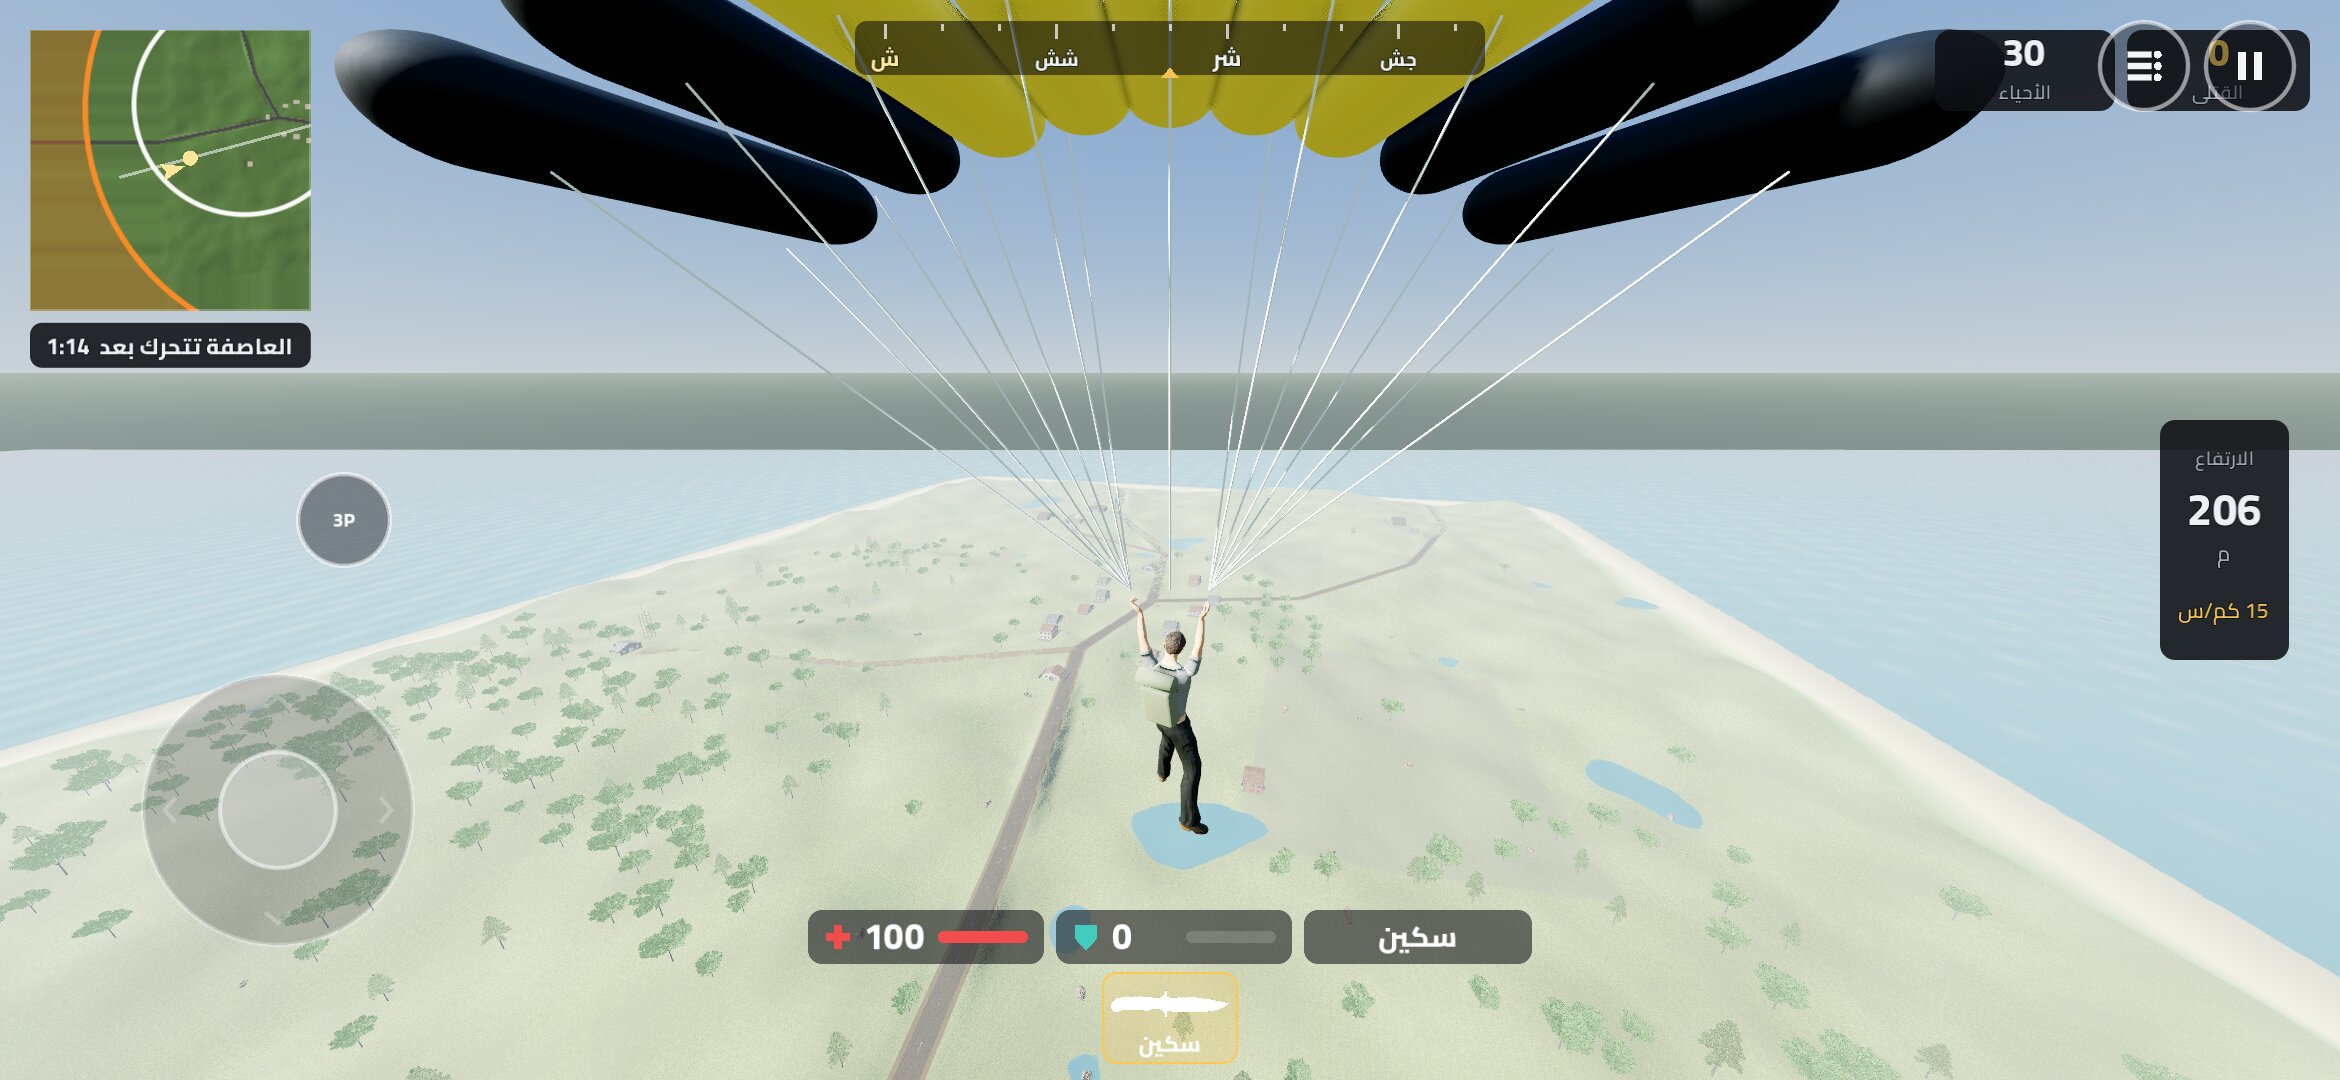 ش
شش
شر
جش
30
الأحياء
0
القتلى
العاصفة تتحرك بعد 1:14
3P
الارتفاع
206
م
15 كم/س
100
0
سكين
سكين